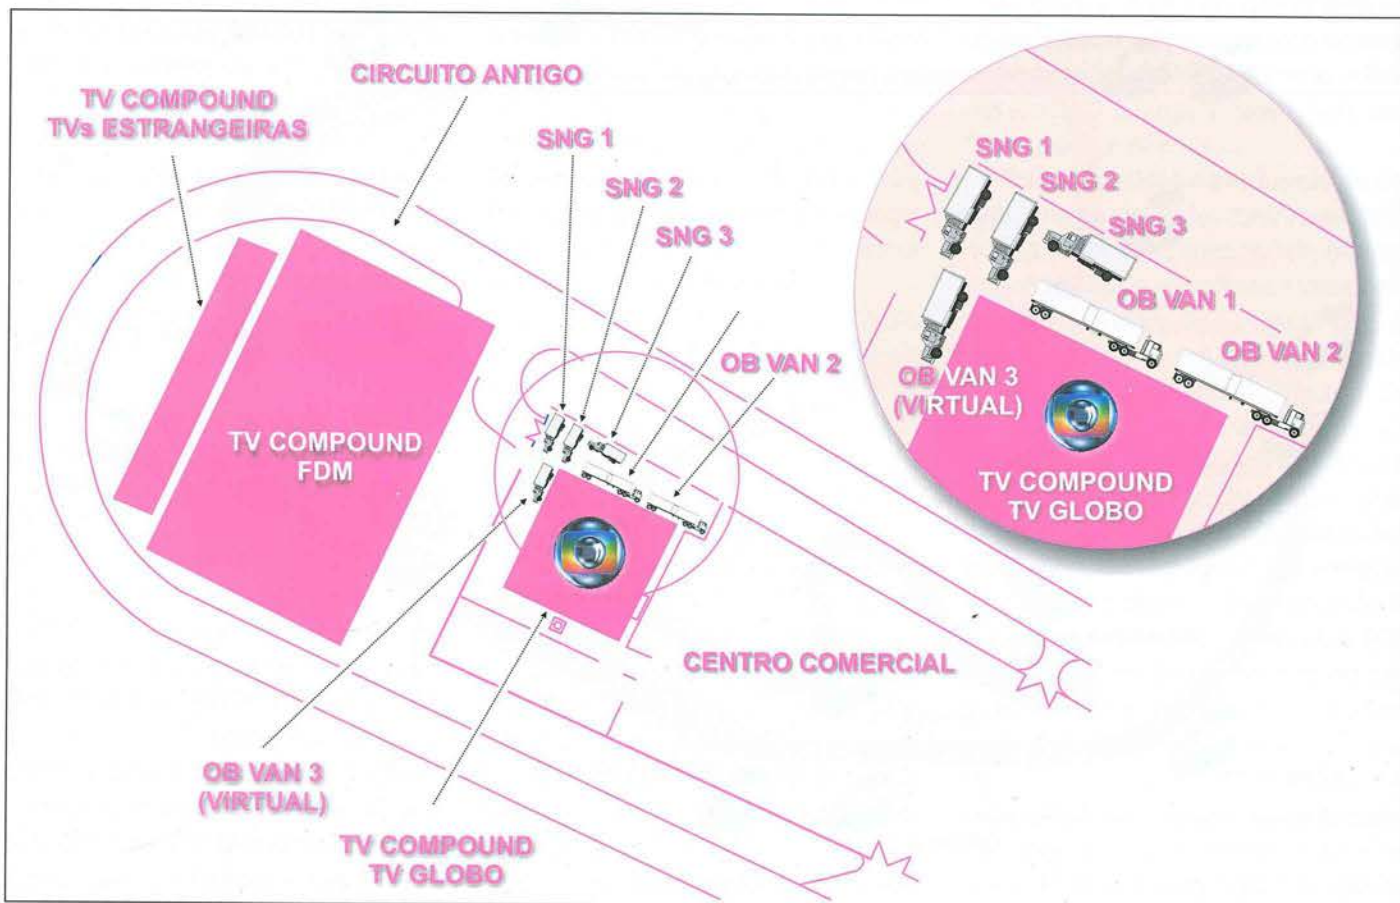 CIRCUITO ANTIGO
TV COMPOUND
TVs ESTRANGEIRAS
SNG 1
SNG 2
SNG 3
OB VAN 2
TV COMPOUND
FDM
CENTRO COMERCIAL
OB VAN 3
(VIRTUAL)
TV COMPOUND
TV GLOBO
SNG 1
SNG 2
SNG 3
OB VAN 1
OB VAN 2
OB VAN 3
(VIRTUAL)
TV COMPOUND
TV GLOBO